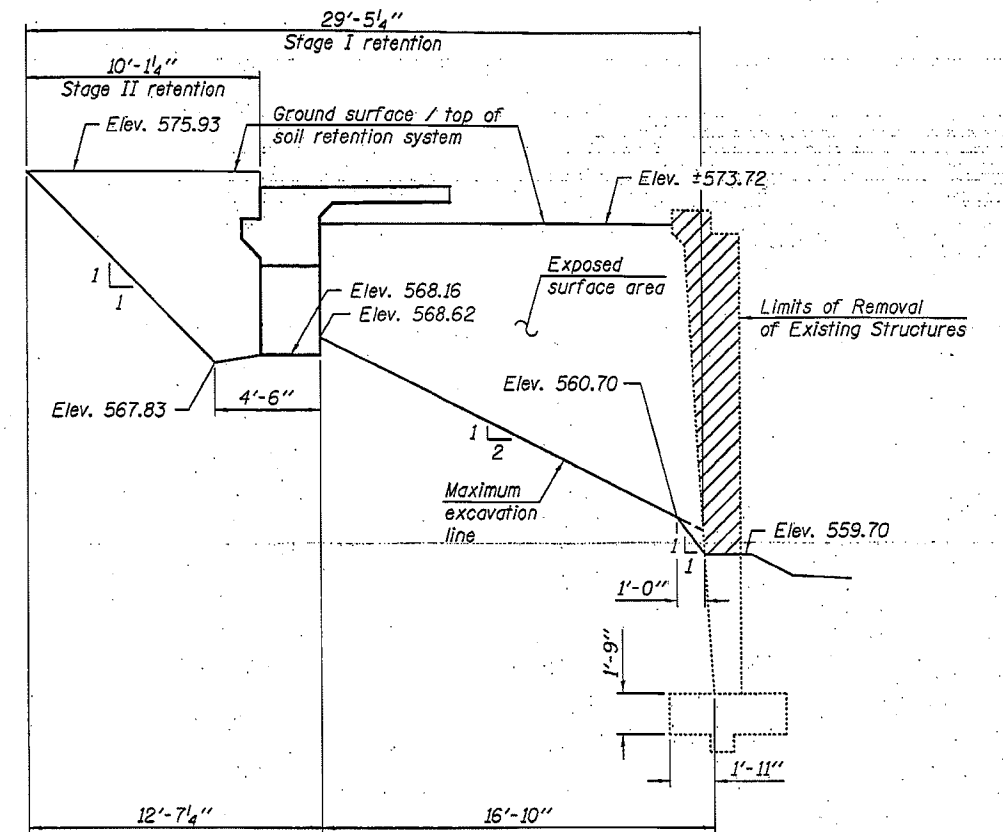 29'-5¼"
Stage I retention
10'-1¼"
Stage II retention
Elev. 575.93
Ground surface / top of
soil retention system
Elev. ±573.72
1
1
Exposed
surface area
Elev. 568.16
Elev. 568.62
Limits of Removal
of Existing Structures
Elev. 560.70
4'-6"
Elev. 567.83
1
2
Maximum
excavation
line
Elev. 559.70
1
1
1'-0"
1'-9"
1'-11"
12'-7¼"
16'-10"